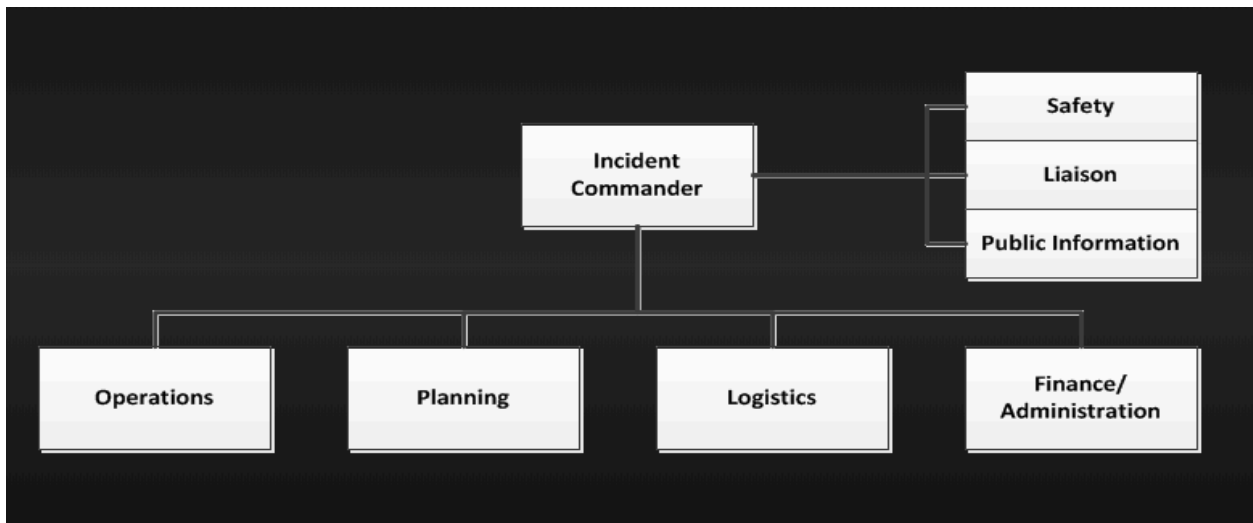 Safety
Incident
Commander
Liaison
Public Information
Operations
Planning
Logistics
Finance/
Administration